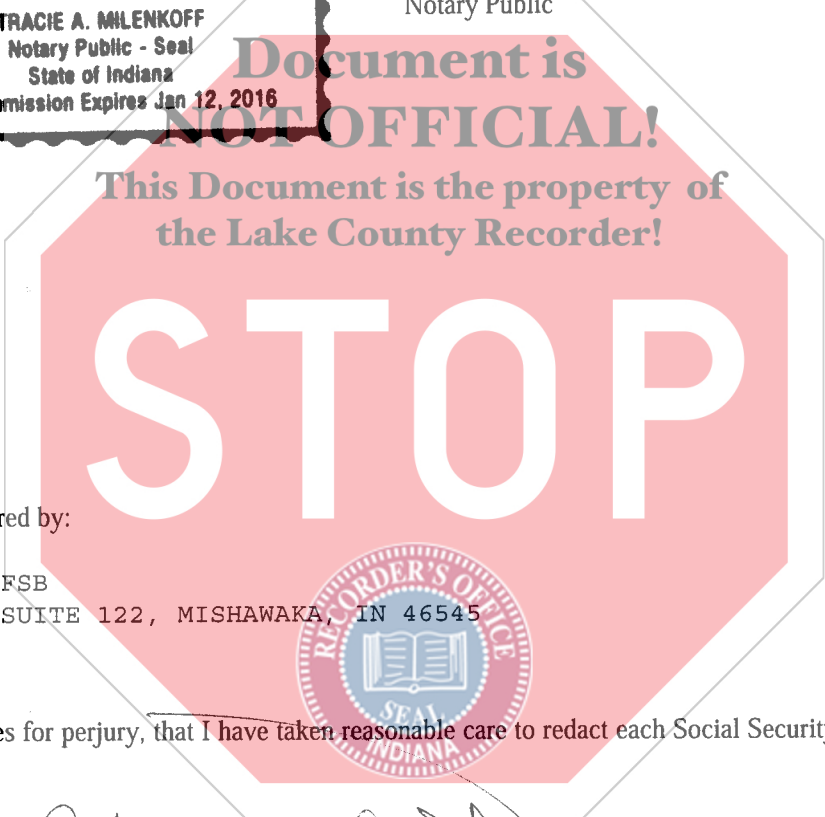 Notary Public
TRACIE A. MILENKOFF
Notary Public - Seal
State of Indiana
mission Expires Jan 12, 2016
Document is
NOT OFFICIAL!
This Document is the property of
the Lake County Recorder!
STOP
red by:
FSB
SUITE 122, MISHAWAKA, IN 46545
RECORDER'S OFFICE
SEAL
INDIANA
es for perjury, that I have taken reasonable care to redact each Social Security